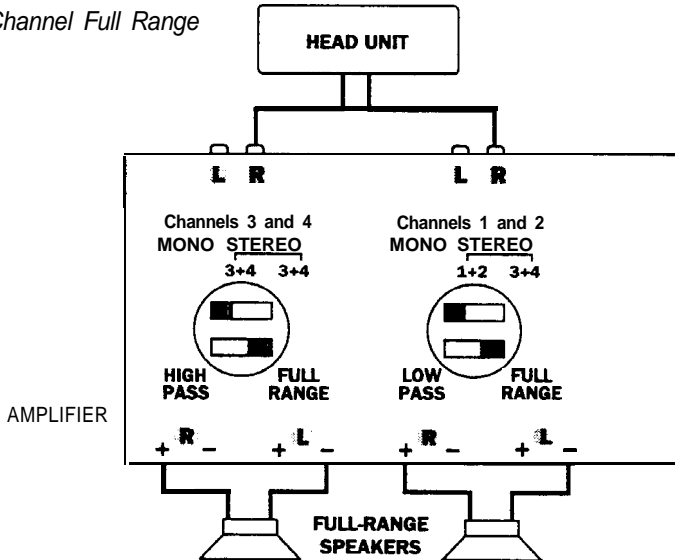 Channel Full Range
HEAD UNIT
L R
L R
Channels 3 and 4
MONO STEREO
3+4 3+4
Channels 1 and 2
MONO STEREO
1+2 3+4
HIGH PASS
FULL RANGE
LOW PASS
FULL RANGE
AMPLIFIER
+ R − + L −
+ R − + L −
FULL-RANGE
SPEAKERS